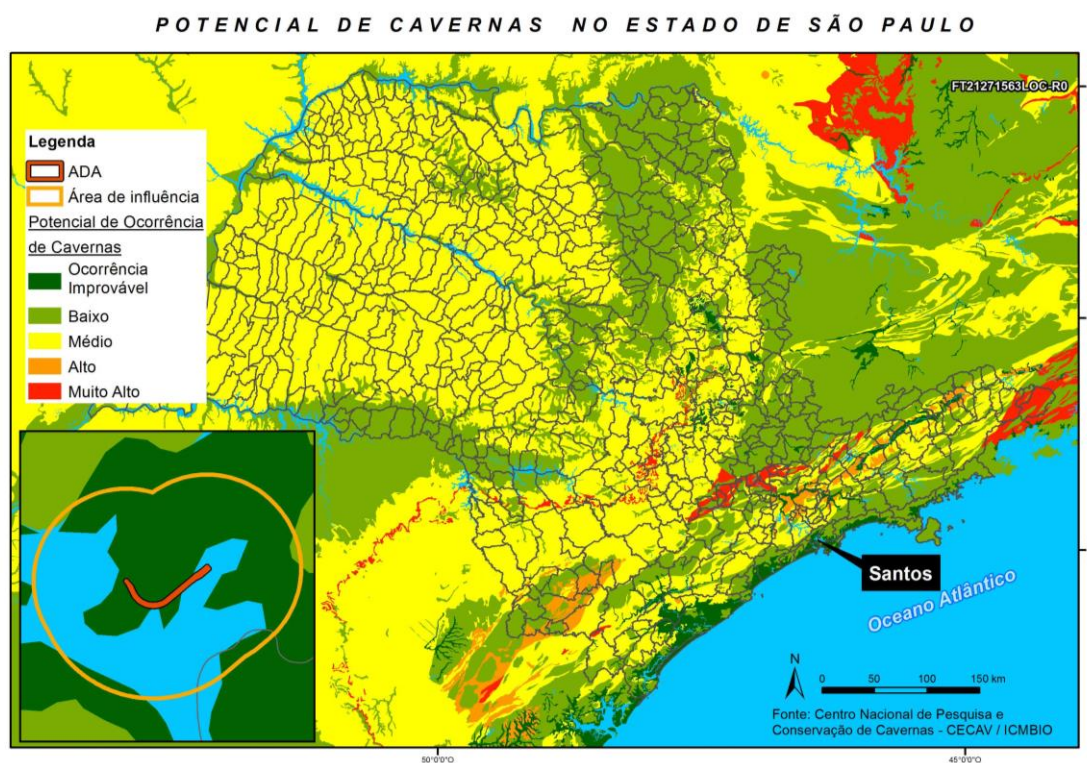 POTENCIAL DE CAVERNAS NO ESTADO DE SÃO PAULO
FT21271563LOC-R0
Legenda
ADA
Área de influência
Potencial de Ocorrência
de Cavernas
Ocorrência
Improvável
Baixo
Médio
Alto
Muito Alto
Santos
Oceano Atlântico
N
0 50 100 150 km
Fonte: Centro Nacional de Pesquisa e
Conservação de Cavernas - CECAV / ICMBIO
50°0'0"O
45°0'0"O